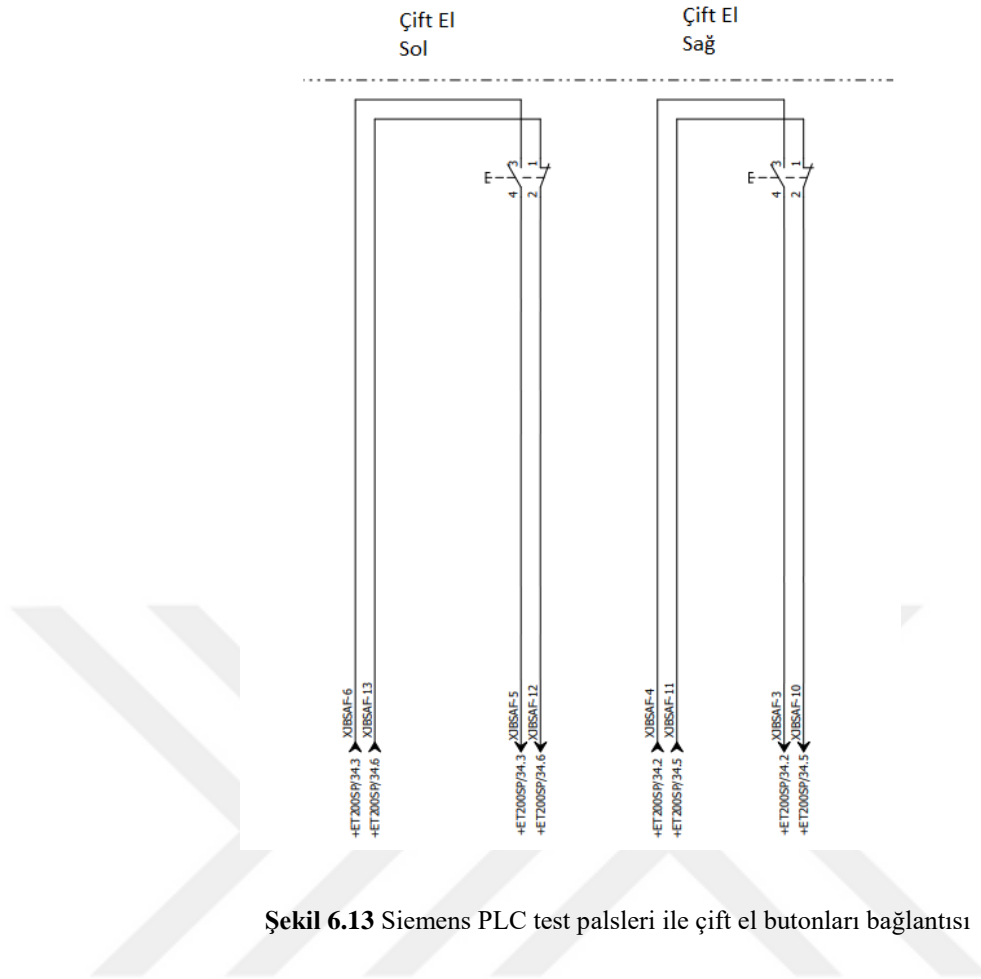 Çift El
Sol
Çift El
Sağ
E
3
4
1
2
E
3
4
1
2
XJBSAF-6
XJBSAF-13
XJBSAF-5
XJBSAF-12
XJBSAF-4
XJBSAF-11
XJBSAF-3
XJBSAF-10
+ET200SP/34.3
+ET200SP/34.6
+ET200SP/34.3
+ET200SP/34.6
+ET200SP/34.2
+ET200SP/34.5
+ET200SP/34.2
+ET200SP/34.5
Şekil 6.13 Siemens PLC test palsleri ile çift el butonları bağlantısı